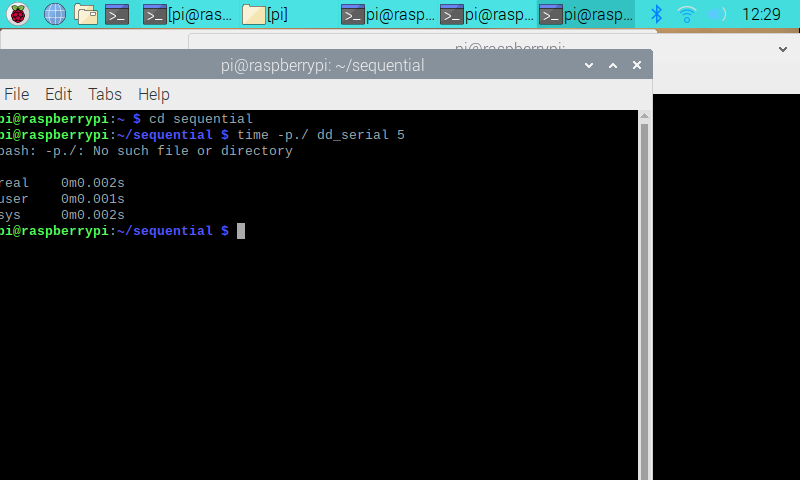 [pi@ras... [pi] pi@rasp... pi@rasp... pi@rasp... 12:29
pi@raspberrypi:
pi@raspberrypi: ~/sequential
File Edit Tabs Help
pi@raspberrypi:~ $ cd sequential
pi@raspberrypi:~/sequential $ time -p./ dd_serial 5
bash: -p./: No such file or directory
real 0m0.002s
user 0m0.001s
sys 0m0.002s
pi@raspberrypi:~/sequential $